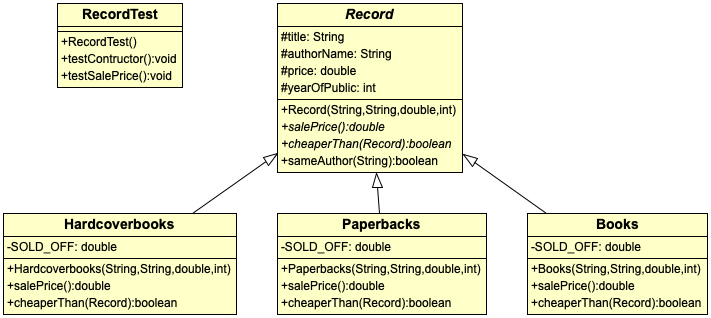 RecordTest
+RecordTest()
+testContructor():void
+testSalePrice():void
Record
#title: String
#authorName: String
#price: double
#yearOfPublic: int
+Record(String,String,double,int)
+salePrice():double
+cheaperThan(Record):boolean
+sameAuthor(String):boolean
Hardcoverbooks
-SOLD_OFF: double
+Hardcoverbooks(String,String,double,int)
+salePrice():double
+cheaperThan(Record):boolean
Paperbacks
-SOLD_OFF: double
+Paperbacks(String,String,double,int)
+salePrice():double
+cheaperThan(Record):boolean
Books
-SOLD_OFF: double
+Books(String,String,double,int)
+salePrice():double
+cheaperThan(Record):boolean